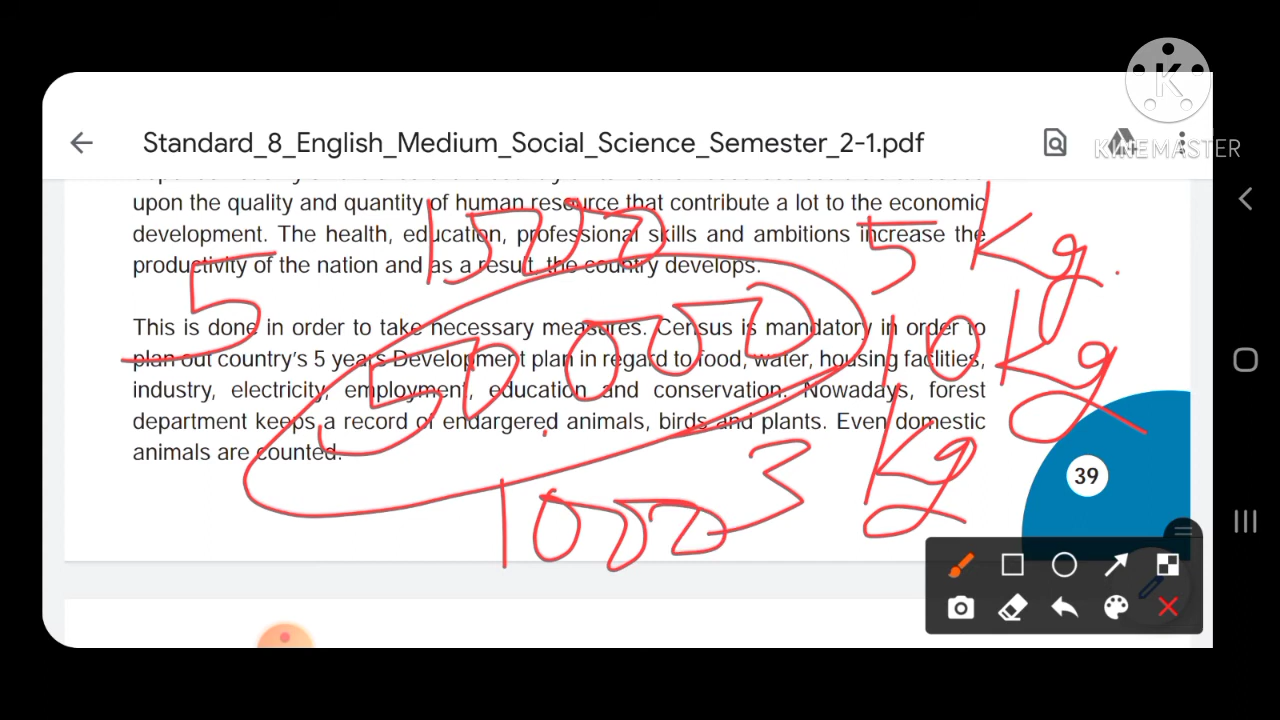 KINEMASTER
Standard_8_English_Medium_Social_Science_Semester_2-1.pdf
upon the quality and quantity of human resource that contribute a lot to the economic
development. The health, education, professional skills and ambitions increase the
productivity of the nation and as a result, the country develops.
This is done in order to take necessary measures. Census is mandatory in order to
plan out country's 5 years Development plan in regard to food, water, housing faclities,
industry, electricity, employment, education and conservation. Nowadays, forest
department keeps a record of endangered animals, birds and plants. Even domestic
animals are counted.
39
1500
5 kg
5
50,000
10 kg
1000
3 kg